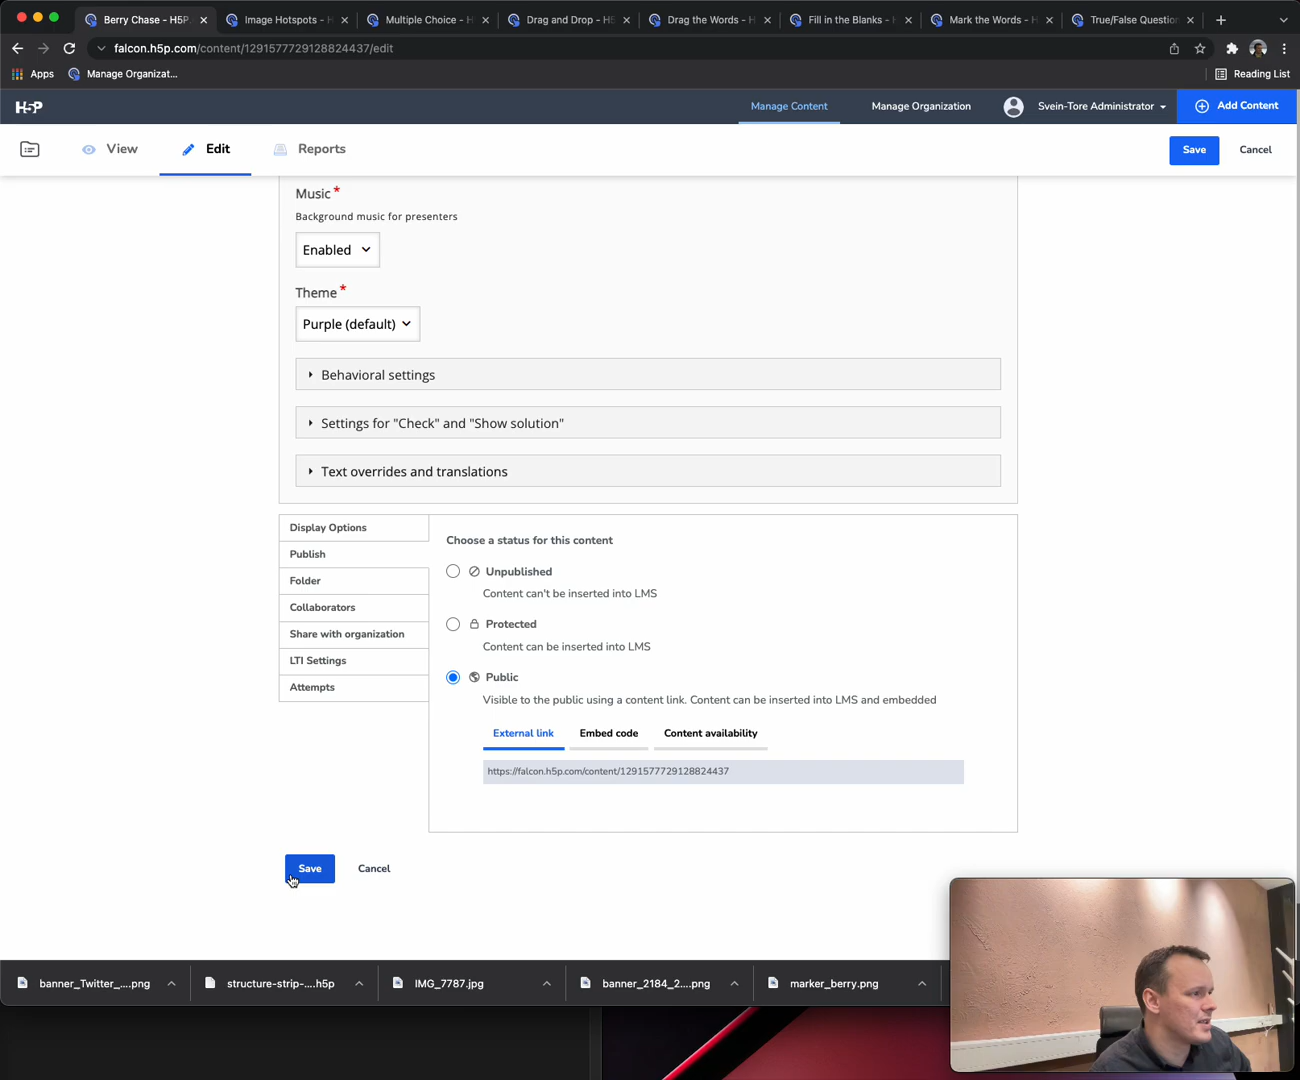 Berry Chase - H5P.
Image Hotspots - H
Multiple Choice - H
Drag and Drop - H5
Drag the Words - H
Fill in the Blanks - H
Mark the Words - H
True/False Question
falcon.h5p.com/content/1291577729128824437/edit
Apps
Manage Organizat...
Reading List
H5P
Manage Content
Manage Organization
Svein-Tore Administrator
Add Content
View
Edit
Reports
Save
Cancel
Music *
Background music for presenters
Enabled
Theme *
Purple (default)
Behavioral settings
Settings for "Check" and "Show solution"
Text overrides and translations
Display Options
Publish
Folder
Collaborators
Share with organization
LTI Settings
Attempts
Choose a status for this content
Unpublished
Content can't be inserted into LMS
Protected
Content can be inserted into LMS
Public
Visible to the public using a content link. Content can be inserted into LMS and embedded
External link
Embed code
Content availability
https://falcon.h5p.com/content/1291577729128824437
Save
Cancel
banner_Twitter_....png
structure-strip-....h5p
IMG_7787.jpg
banner_2184_2....png
marker_berry.png